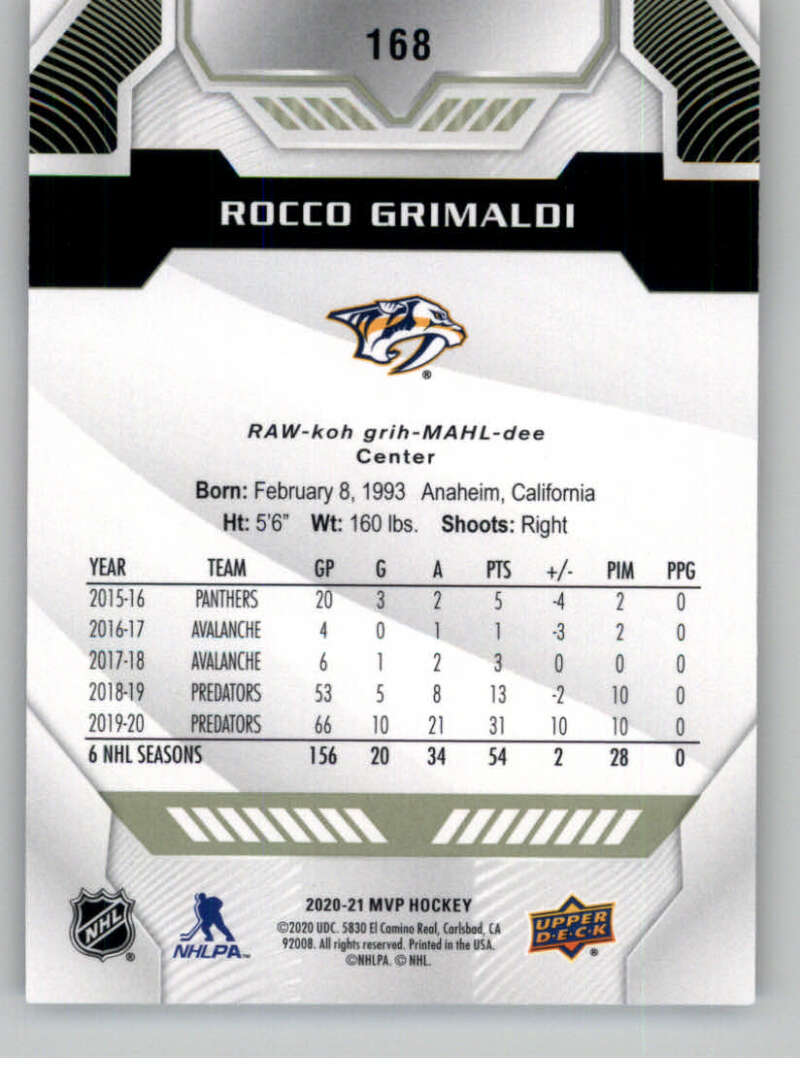 168
ROCCO GRIMALDI
®
RAW-koh grih-MAHL-dee
Center
Born: February 8, 1993 Anaheim, California
Ht: 5'6" Wt: 160 lbs. Shoots: Right
YEAR TEAM GP G A PTS +/- PIM PPG
2015-16 PANTHERS 20 3 2 5 -4 2 0
2016-17 AVALANCHE 4 0 1 1 -3 2 0
2017-18 AVALANCHE 6 1 2 3 0 0 0
2018-19 PREDATORS 53 5 8 13 -2 10 0
2019-20 PREDATORS 66 10 21 31 10 10 0
6 NHL SEASONS 156 20 34 54 2 28 0
NHL ®
NHLPA™
2020-21 MVP HOCKEY
©2020 UDC. 5830 El Camino Real, Carlsbad, CA
92008. All rights reserved. Printed in the USA.
©NHLPA. © NHL.
UPPER
DECK ®